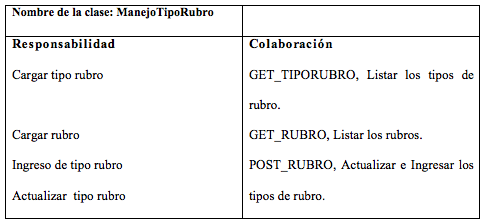 Nombre de la clase: ManejoTipoRubro
Responsabilidad
Colaboración
Cargar tipo rubro
GET_TIPORUBRO, Listar los tipos de
rubro.
Cargar rubro
GET_RUBRO, Listar los rubros.
Ingreso de tipo rubro
POST_RUBRO, Actualizar e Ingresar los
Actualizar tipo rubro
tipos de rubro.